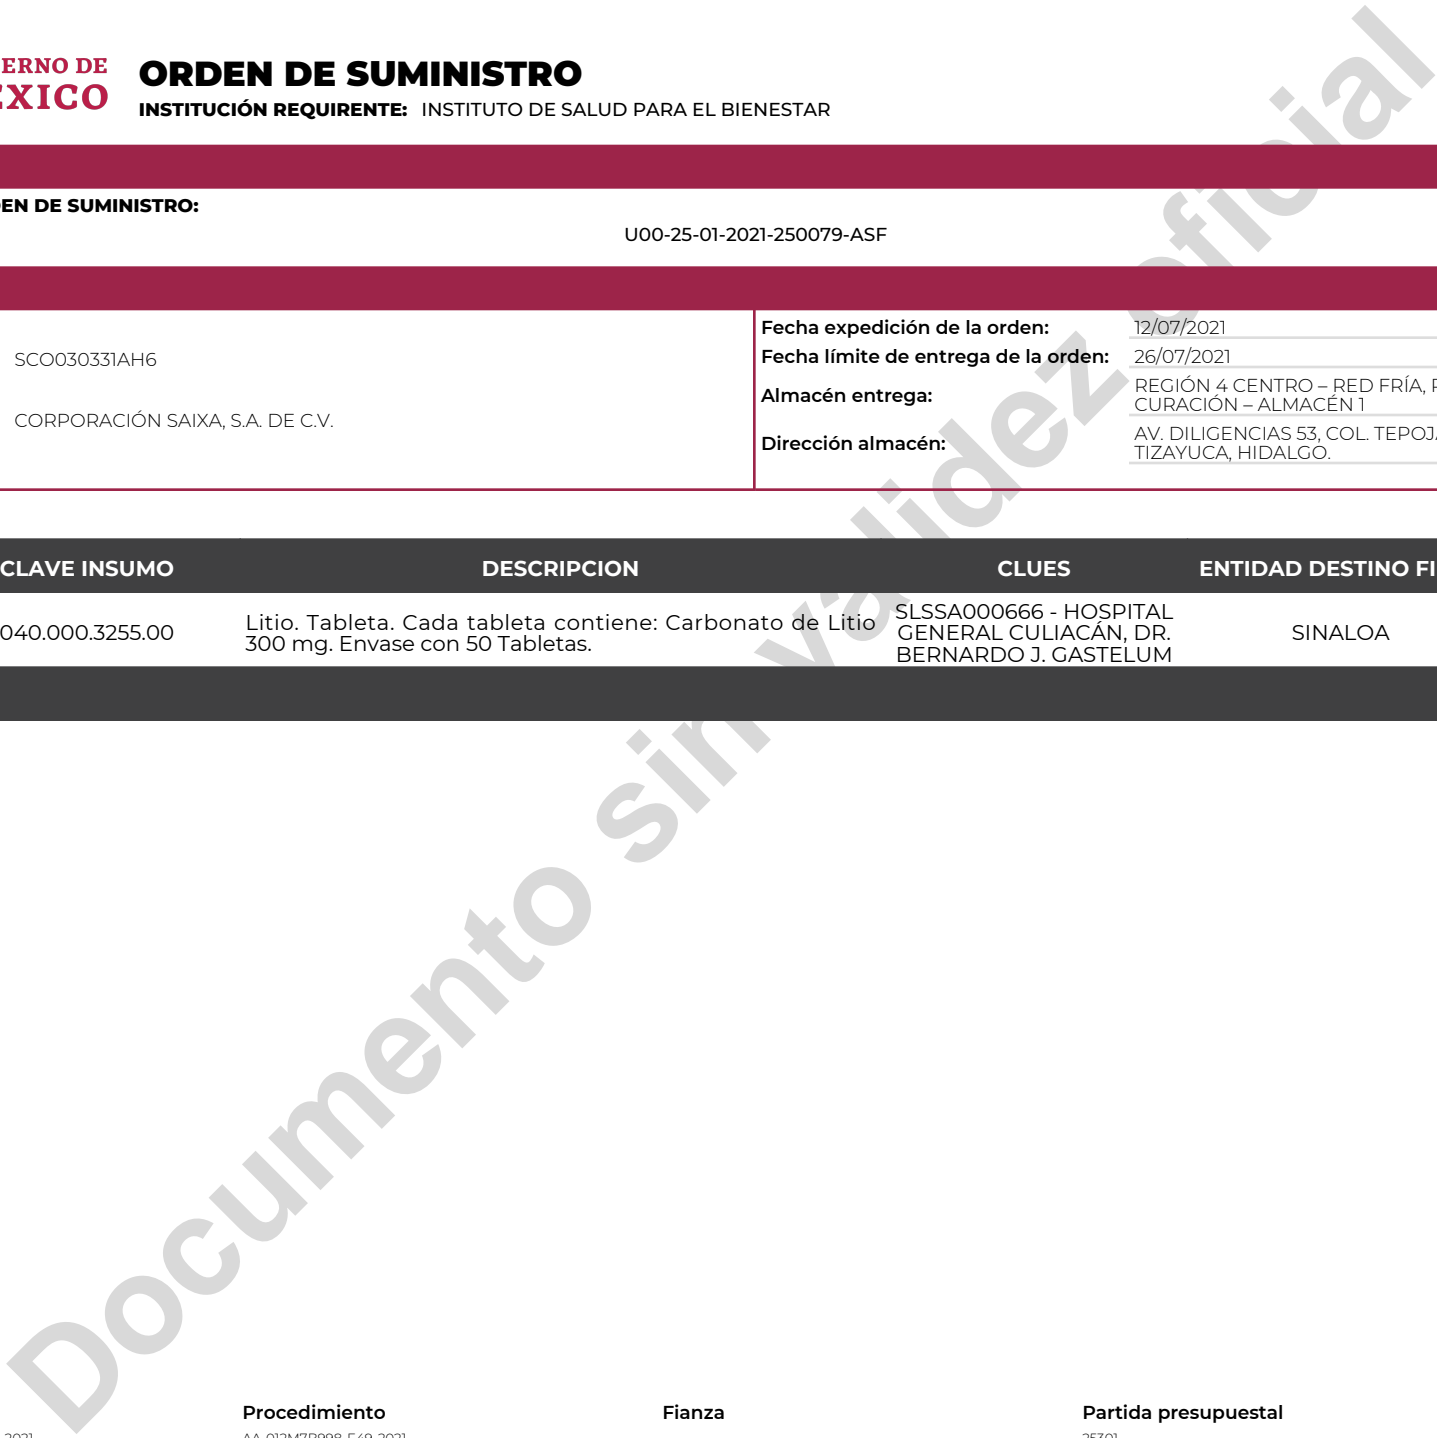 ERNO DE
ÉXICO
ORDEN DE SUMINISTRO
INSTITUCIÓN REQUIRENTE: INSTITUTO DE SALUD PARA EL BIENESTAR
EN DE SUMINISTRO:
U00-25-01-2021-250079-ASF
SCO030331AH6
CORPORACIÓN SAIXA, S.A. DE C.V.
Fecha expedición de la orden: 12/07/2021
Fecha límite de entrega de la orden: 26/07/2021
Almacén entrega: REGIÓN 4 CENTRO – RED FRÍA,
CURACIÓN – ALMACÉN 1
Dirección almacén: AV. DILIGENCIAS 53, COL. TEPOJA
TIZAYUCA, HIDALGO.
CLAVE INSUMO DESCRIPCION CLUES ENTIDAD DESTINO FI
040.000.3255.00
Litio. Tableta. Cada tableta contiene: Carbonato de Litio
300 mg. Envase con 50 Tabletas.
SLSSA000666 - HOSPITAL
GENERAL CULIACÁN, DR.
BERNARDO J. GASTELUM
SINALOA
Documento sin validez oficial
Procedimiento Fianza Partida presupuestal